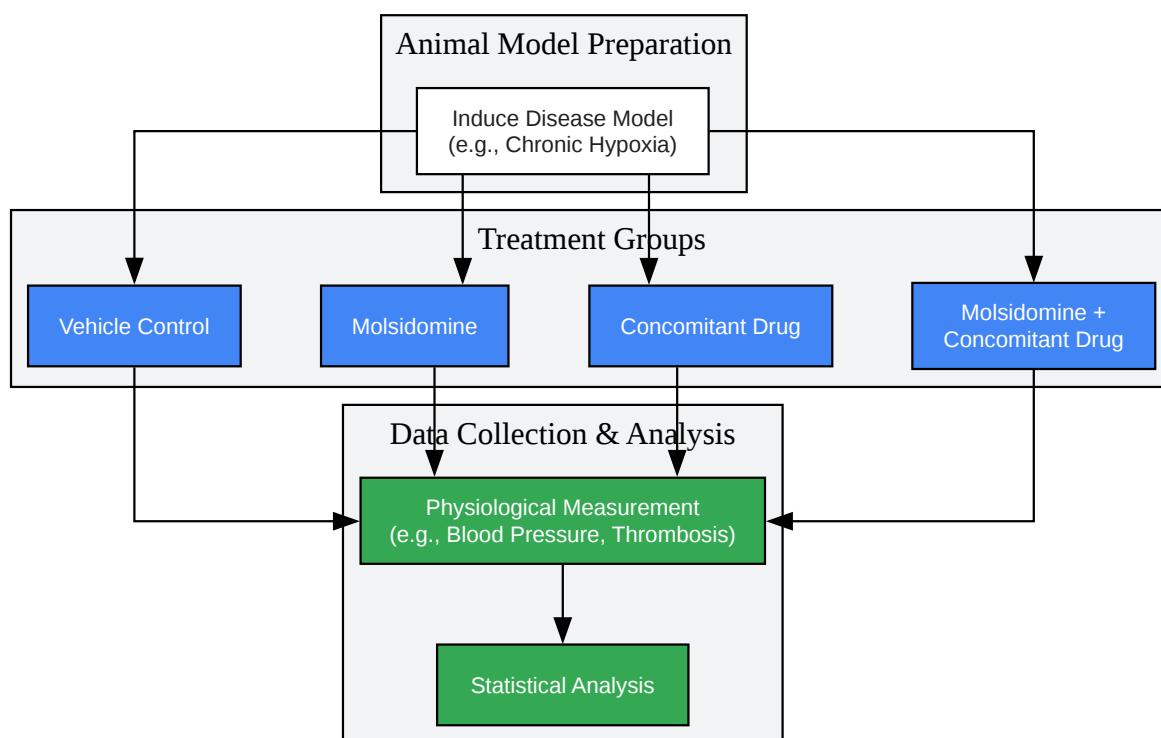 Animal Model Preparation
Induce Disease Model
(e.g., Chronic Hypoxia)
Treatment Groups
Vehicle Control
Molsidomine
Concomitant Drug
Molsidomine +
Concomitant Drug
Data Collection & Analysis
Physiological Measurement
(e.g., Blood Pressure, Thrombosis)
Statistical Analysis